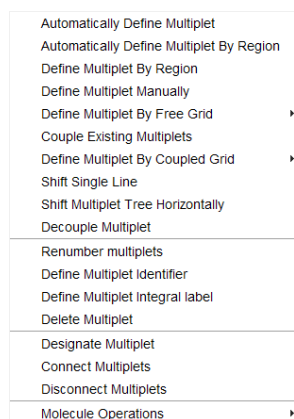 Automatically Define Multiplet
Automatically Define Multiplet By Region
Define Multiplet By Region
Define Multiplet Manually
Define Multiplet By Free Grid
Couple Existing Multiplets
Define Multiplet By Coupled Grid
Shift Single Line
Shift Multiplet Tree Horizontally
Decouple Multiplet
Renumber multiplets
Define Multiplet Identifier
Define Multiplet Integral label
Delete Multiplet
Designate Multiplet
Connect Multiplets
Disconnect Multiplets
Molecule Operations